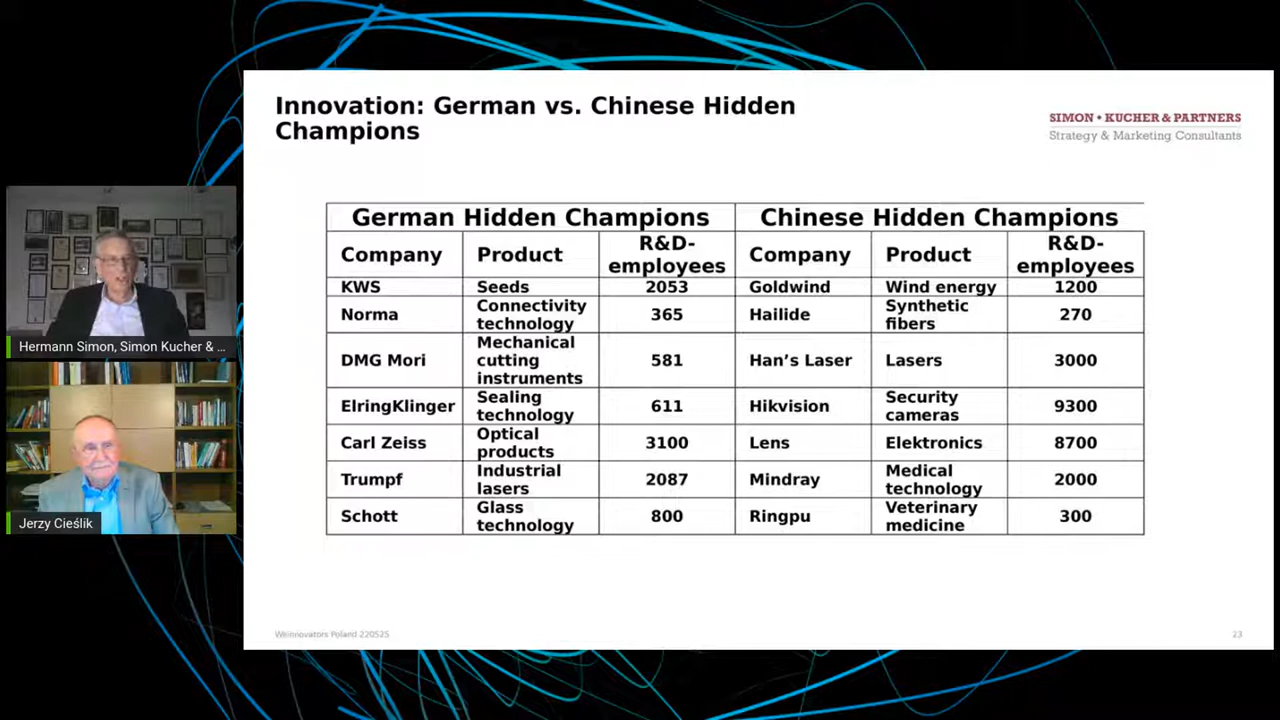 Innovation: German vs. Chinese Hidden
Champions
SIMON • KUCHER & PARTNERS
Strategy & Marketing Consultants
German Hidden Champions
Chinese Hidden Champions
Company
Product
R&D-
employees
Company
Product
R&D-
employees
KWS
Seeds
2053
Goldwind
Wind energy
1200
Norma
Connectivity
technology
365
Hailide
Synthetic
fibers
270
DMG Mori
Mechanical
cutting
instruments
581
Han’s Laser
Lasers
3000
ElringKlinger
Sealing
technology
611
Hikvision
Security
cameras
9300
Carl Zeiss
Optical
products
3100
Lens
Elektronics
8700
Trumpf
Industrial
lasers
2087
Mindray
Medical
technology
2000
Schott
Glass
technology
800
Ringpu
Veterinary
medicine
300
Hermann Simon, Simon Kucher & ...
Jerzy Cieślik
Poland 220525
23